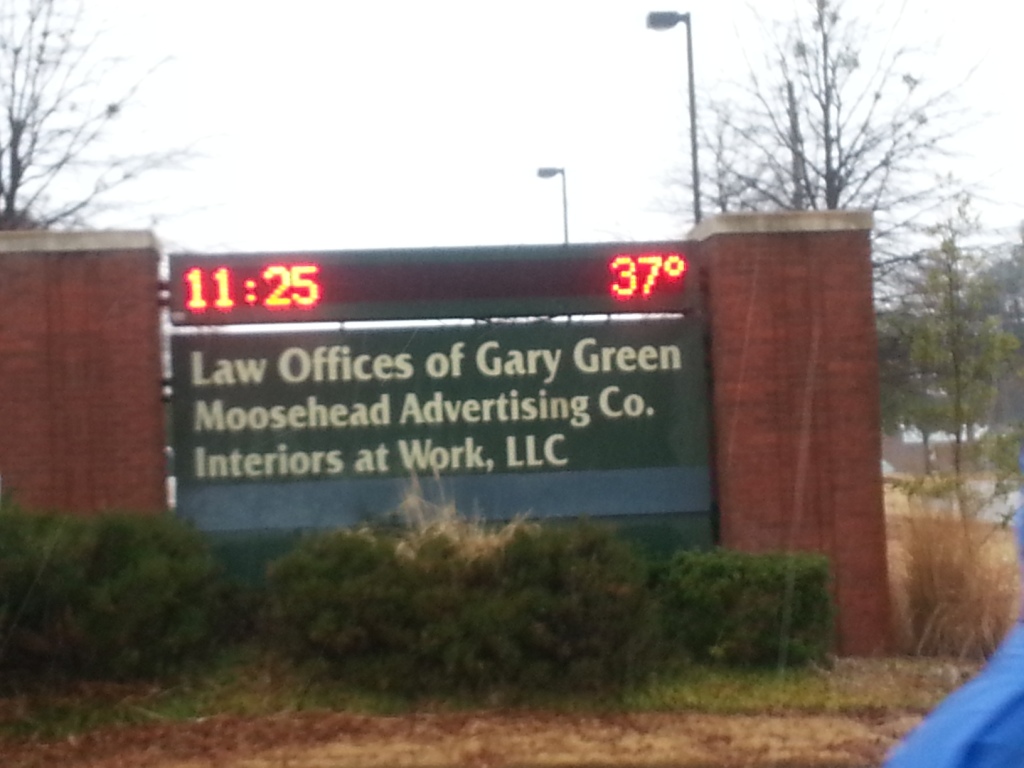 11:25 37°
Law Offices of Gary Green
Moosehead Advertising Co.
Interiors at Work, LLC